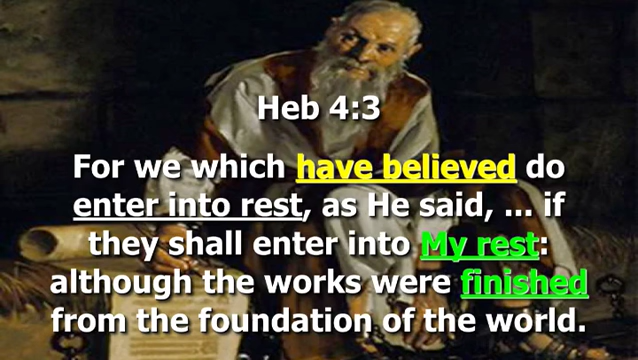 Heb 4:3
For we which have believed do
enter into rest, as He said, ... if
they shall enter into My rest:
although the works were finished
from the foundation of the world.